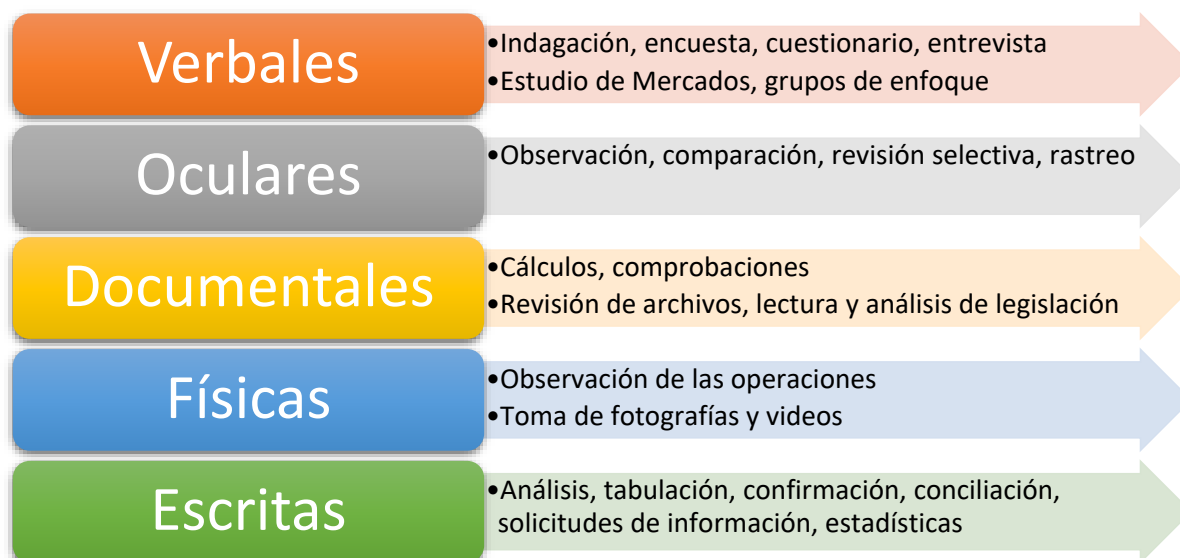 Verbales
•Indagación, encuesta, cuestionario, entrevista
•Estudio de Mercados, grupos de enfoque
Oculares
•Observación, comparación, revisión selectiva, rastreo
Documentales
•Cálculos, comprobaciones
•Revisión de archivos, lectura y análisis de legislación
Físicas
•Observación de las operaciones
•Toma de fotografías y videos
Escritas
•Análisis, tabulación, confirmación, conciliación,
solicitudes de información, estadísticas